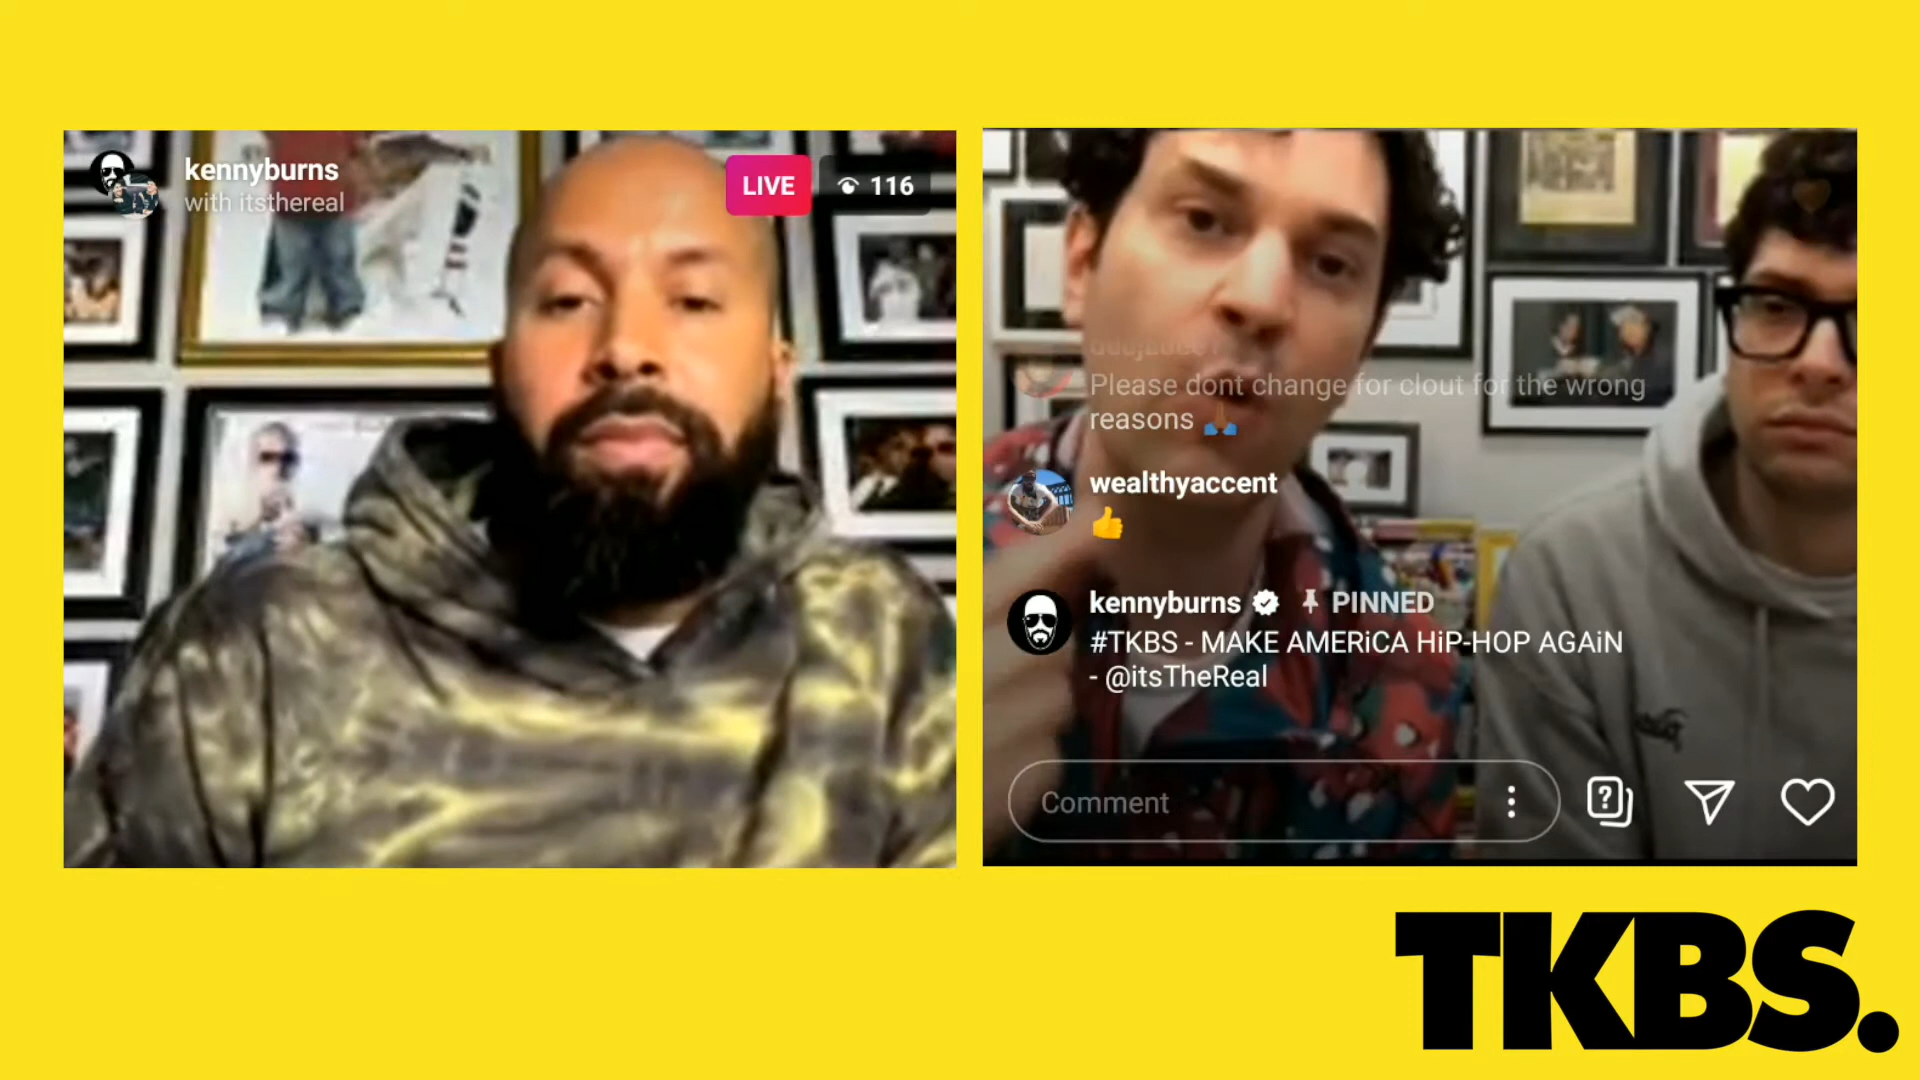 kennyburns
with itsthereal
LIVE
116
Please dont change for clout for the wrong
reasons 🙏🏾
wealthyaccent
👍
kennyburns PINNED
#TKBS - MAKE AMERiCA HiP-HOP AGAiN
- @itsTheReal
Comment
TKBS.